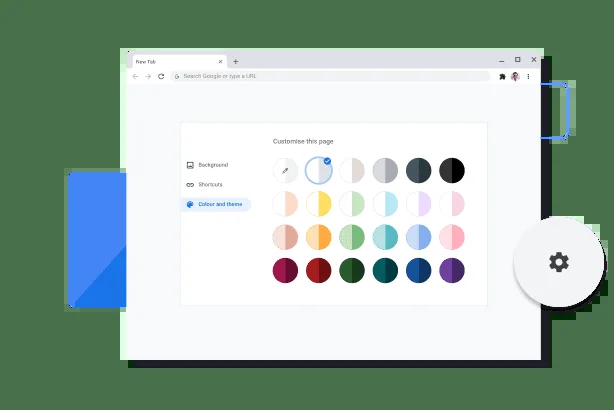 New Tab
Search Google or type a URL
Customise this page
Background
Shortcuts
Colour and theme